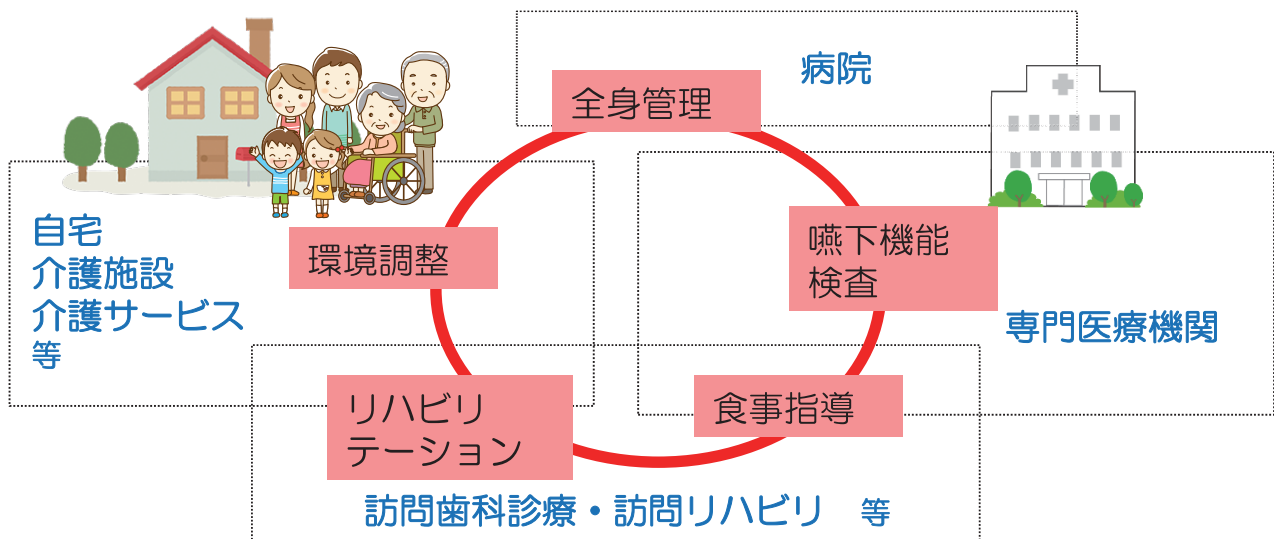 病院
全身管理
自宅
介護施設
介護サービス
等
環境調整
嚥下機能
検査
専門医療機関
リハビリ
テーション
食事指導
訪問歯科診療・訪問リハビリ 等